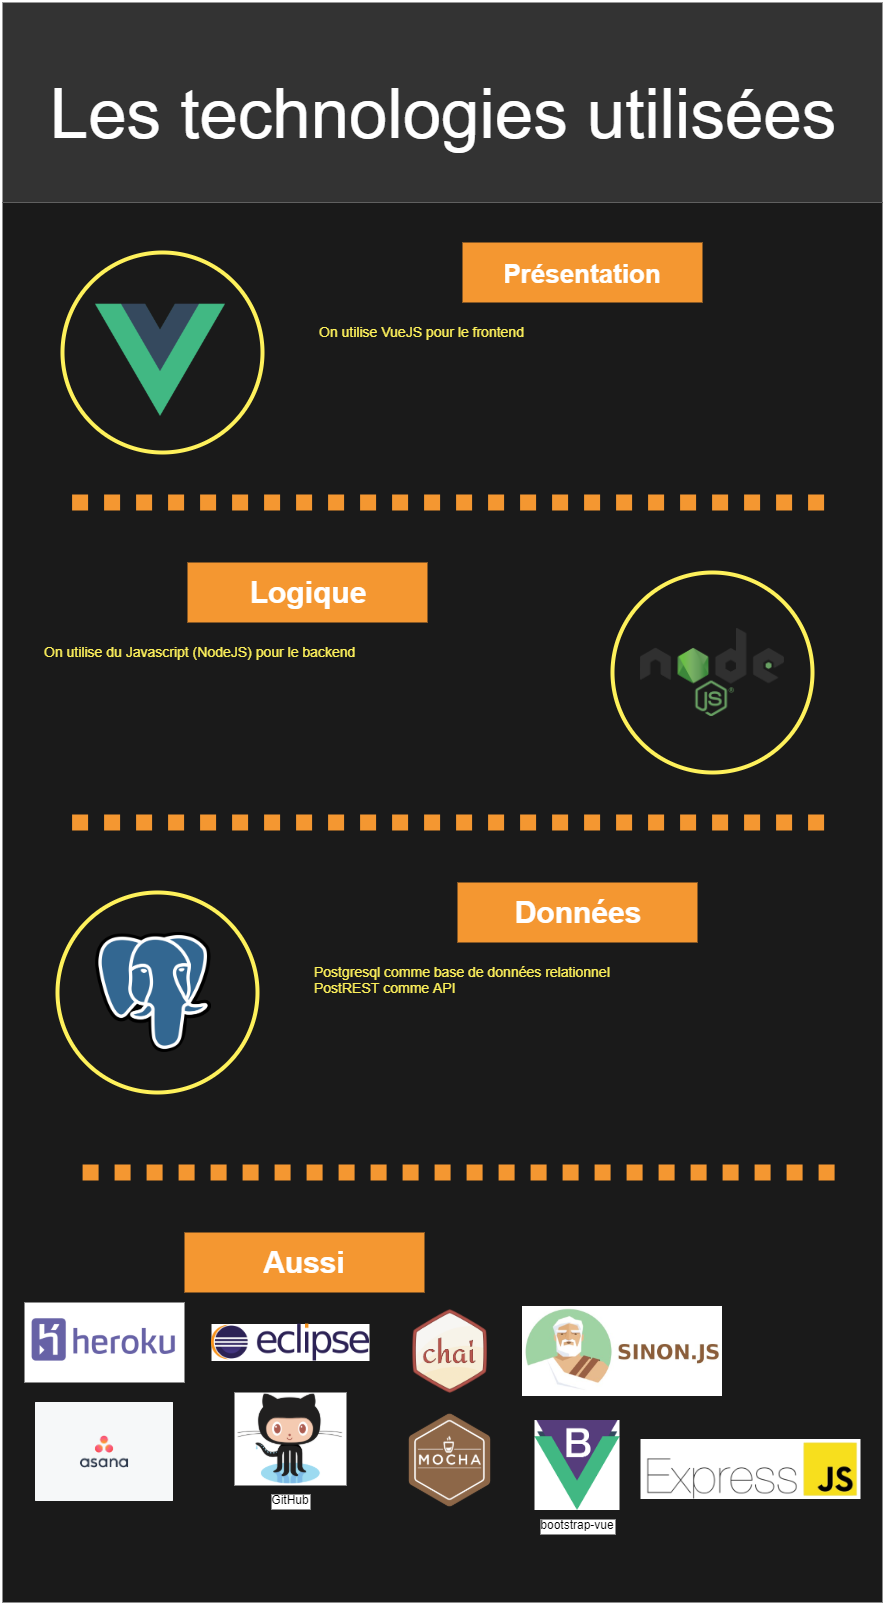 Les technologies utilisées
Présentation
On utilise VueJS pour le frontend
Logique
On utilise du Javascript (NodeJS) pour le backend
node
JS
Données
Postgresql comme base de données relationnel
PostREST comme API
Aussi
heroku
eclipse
chai
SINON.JS
asana
GitHub
MOCHA
B
bootstrap-vue
Express JS